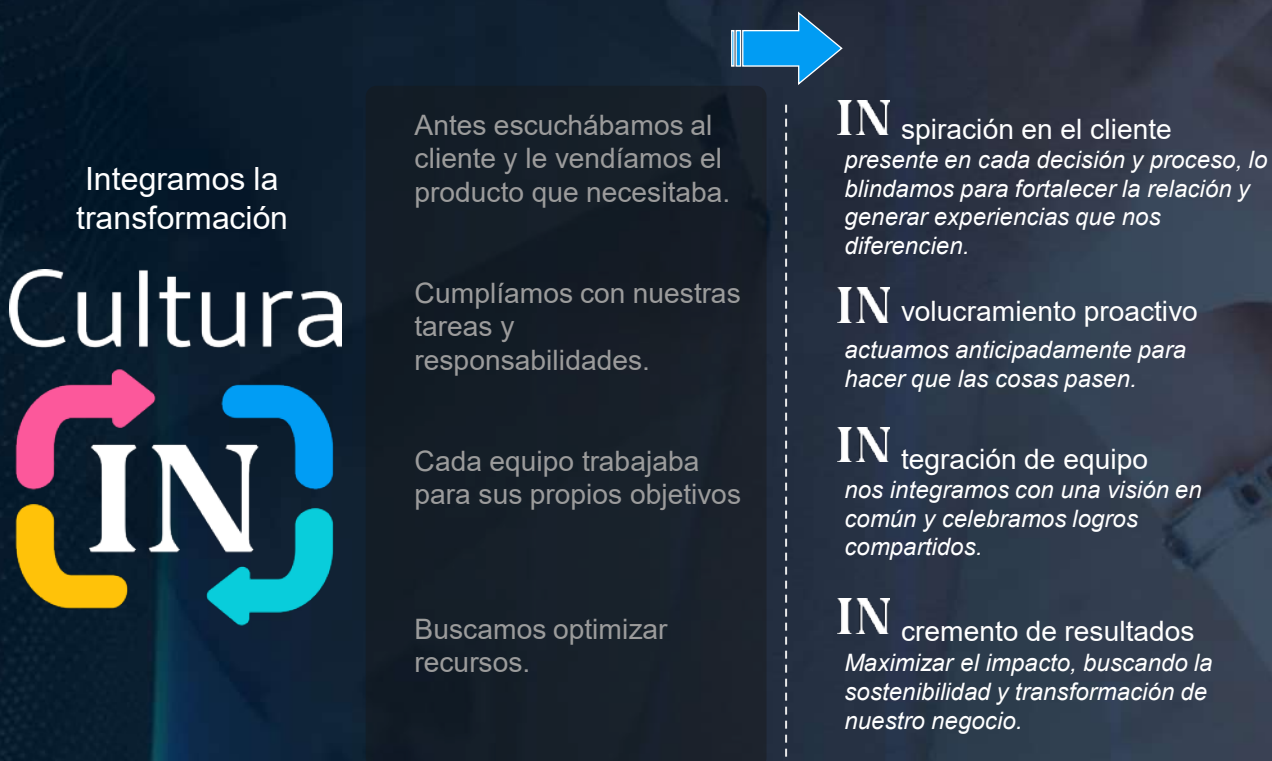 Integramos la
transformación
Cultura
IN
Antes escuchábamos al
cliente y le vendíamos el
producto que necesitaba.
Cumplíamos con nuestras
tareas y
responsabilidades.
Cada equipo trabajaba
para sus propios objetivos
Buscamos optimizar
recursos.
IN spiración en el cliente
presente en cada decisión y proceso, lo
blindamos para fortalecer la relación y
generar experiencias que nos
diferencien.
IN volucramiento proactivo
actuamos anticipadamente para
hacer que las cosas pasen.
IN tegración de equipo
nos integramos con una visión en
común y celebramos logros
compartidos.
IN cremento de resultados
Maximizar el impacto, buscando la
sostenibilidad y transformación de
nuestro negocio.